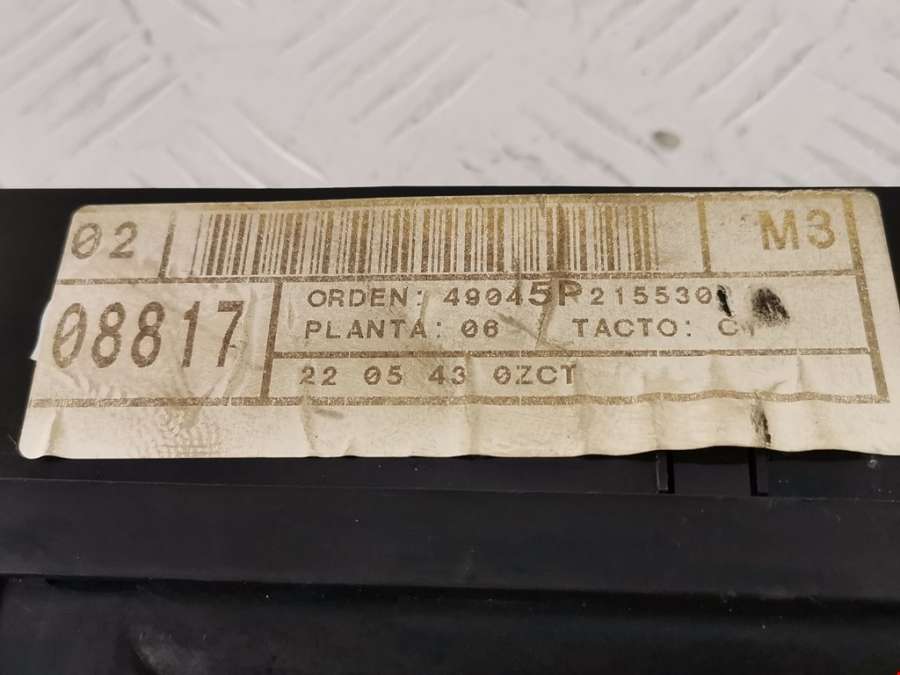 02 M3
08817
ORDEN: 49045P215530
PLANTA: 06 TACTO:
22 05 43 0ZCT